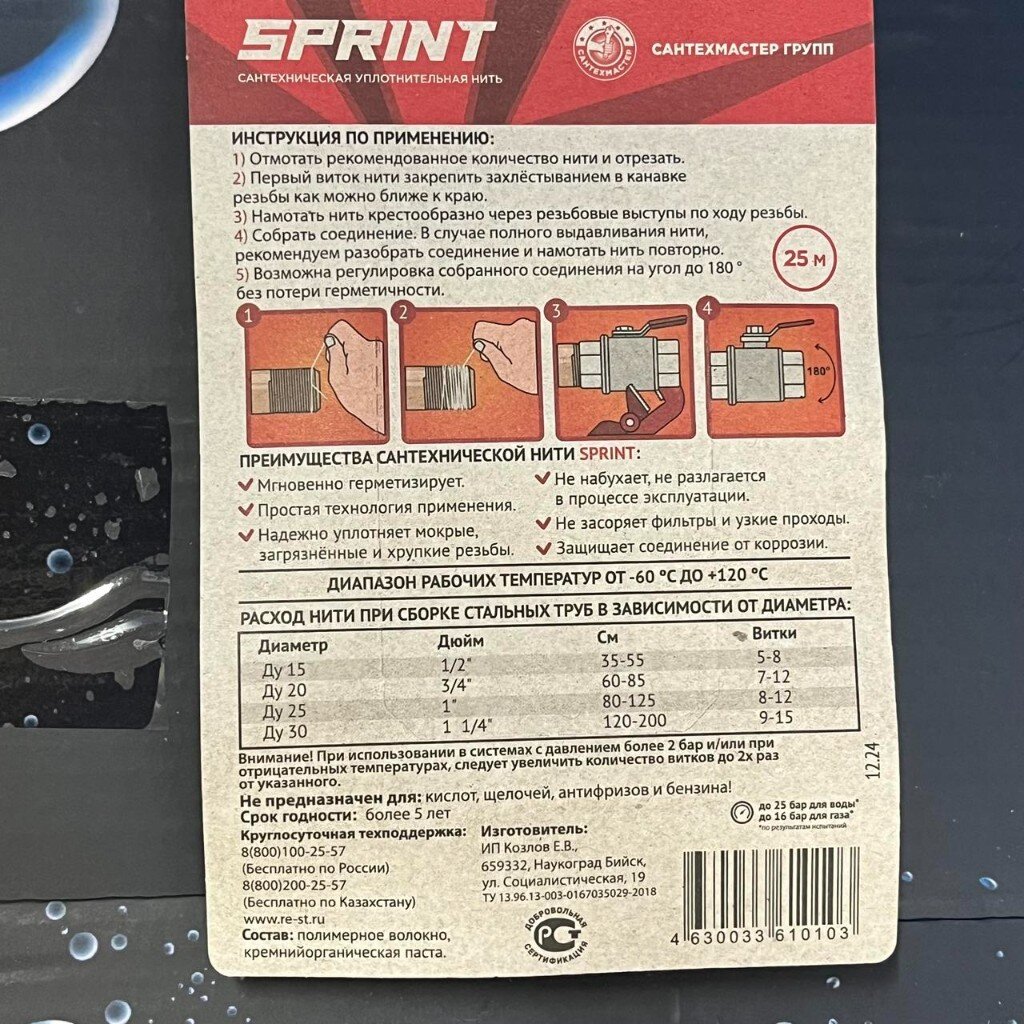 SPRINT
САНТЕХНИЧЕСКАЯ УПЛОТНИТЕЛЬНАЯ НИТЬ
САНТЕХМАСТЕР
САНТЕХМАСТЕР ГРУПП
ИНСТРУКЦИЯ ПО ПРИМЕНЕНИЮ:
1) Отмотать рекомендованное количество нити и отрезать.
2) Первый виток нити закрепить захлёстыванием в канавке
резьбы как можно ближе к краю.
3) Намотать нить крестообразно через резьбовые выступы по ходу резьбы.
4) Собрать соединение. В случае полного выдавливания нити,
рекомендуем разобрать соединение и намотать нить повторно.
5) Возможна регулировка собранного соединения на угол до 180 °
без потери герметичности.
25 м
1
2
3
4
180°
ПРЕИМУЩЕСТВА САНТЕХНИЧЕСКОЙ НИТИ SPRINT:
Мгновенно герметизирует.
Простая технология применения.
Надежно уплотняет мокрые,
загрязнённые и хрупкие резьбы.
Не набухает, не разлагается
в процессе эксплуатации.
Не засоряет фильтры и узкие проходы.
Защищает соединение от коррозии.
ДИАПАЗОН РАБОЧИХ ТЕМПЕРАТУР ОТ -60 °С ДО +120 °С
РАСХОД НИТИ ПРИ СБОРКЕ СТАЛЬНЫХ ТРУБ В ЗАВИСИМОСТИ ОТ ДИАМЕТРА:
Диаметр Дюйм См Витки
Ду 15 1/2" 35-55 5-8
Ду 20 3/4" 60-85 7-12
Ду 25 1" 80-125 8-12
Ду 30 1 1/4" 120-200 9-15
Внимание! При использовании в системах с давлением более 2 бар и/или при
отрицательных температурах, следует увеличить количество витков до 2х раз
от указанного.
12.24
Не предназначен для: кислот, щелочей, антифризов и бензина!
Срок годности: более 5 лет
до 25 бар для воды*
до 16 бар для газа*
*по результатам испытаний
Круглосуточная техподдержка:
8(800)100-25-57
(Бесплатно по России)
8(800)200-25-57
(Бесплатно по Казахстану)
www.re-st.ru
Состав: полимерное волокно,
кремнийорганическая паста.
Изготовитель:
ИП Козлов Е.В.,
659332, Наукоград Бийск,
ул. Социалистическая, 19
ТУ 13.96.13-003-0167035029-2018
ДОБРОВОЛЬНАЯ
РСТ
СЕРТИФИКАЦИЯ
4 630033 610103